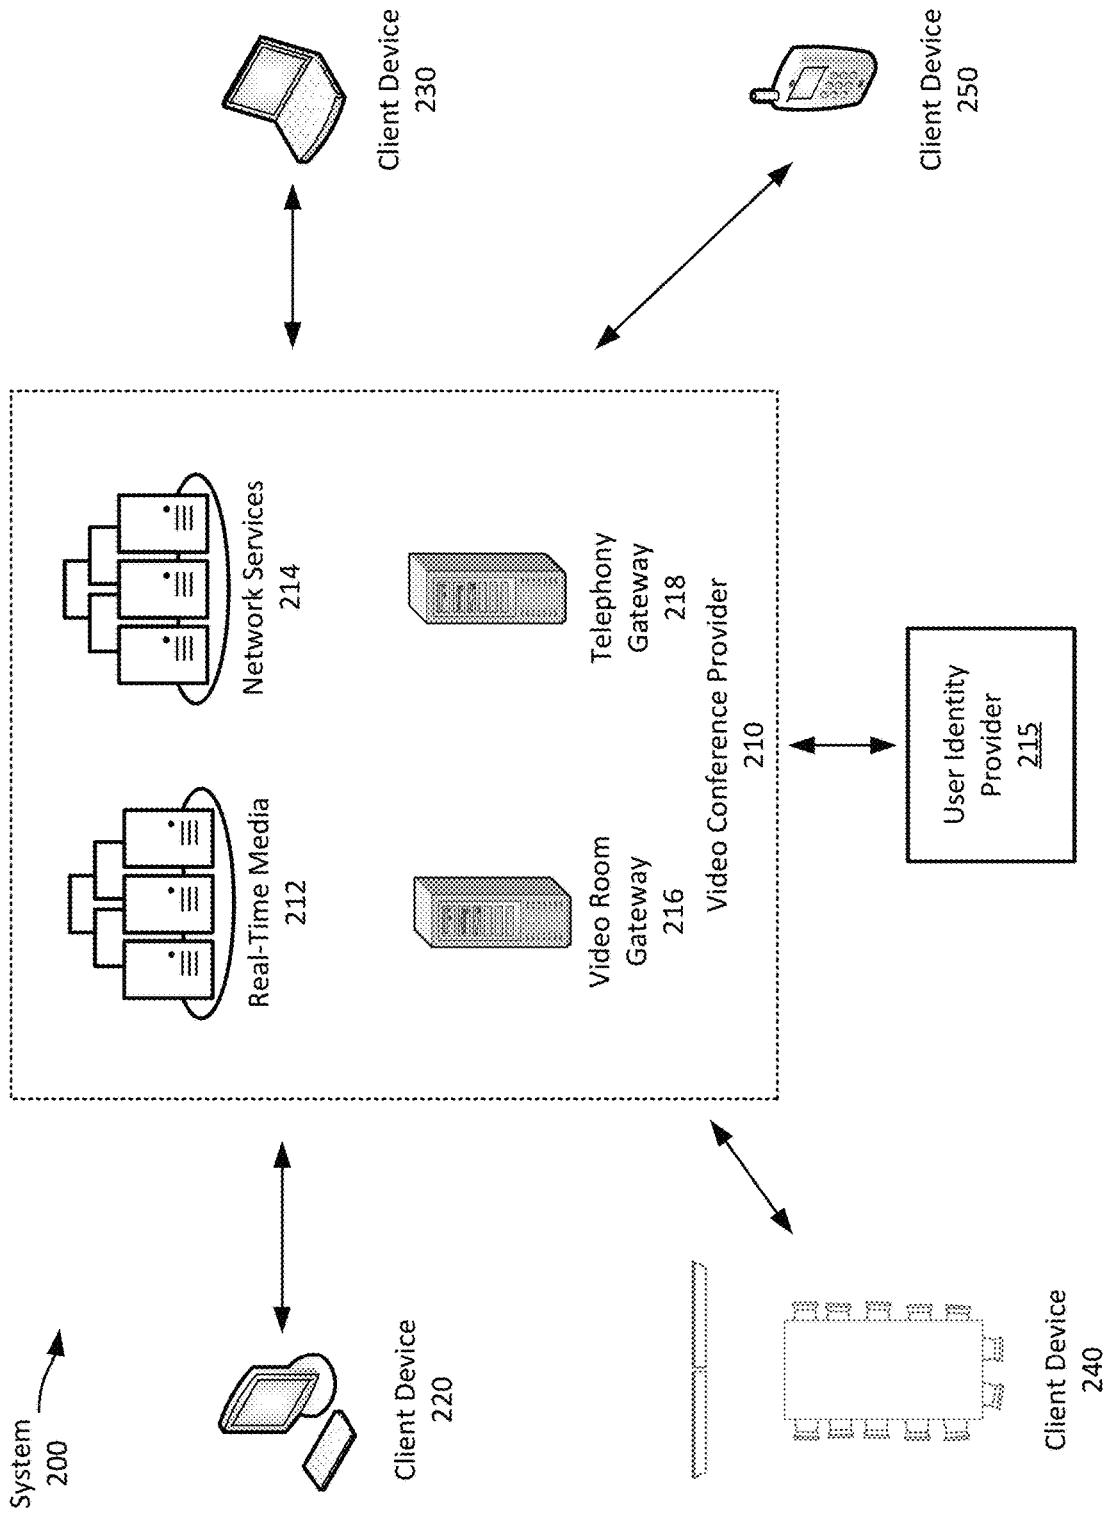 System
200
Client Device
220
Real-Time Media
212
Network Services
214
Client Device
230
Video Room
Gateway
216
Telephony
Gateway
218
Video Conference Provider
210
Client Device
240
User Identity
Provider
215
Client Device
250